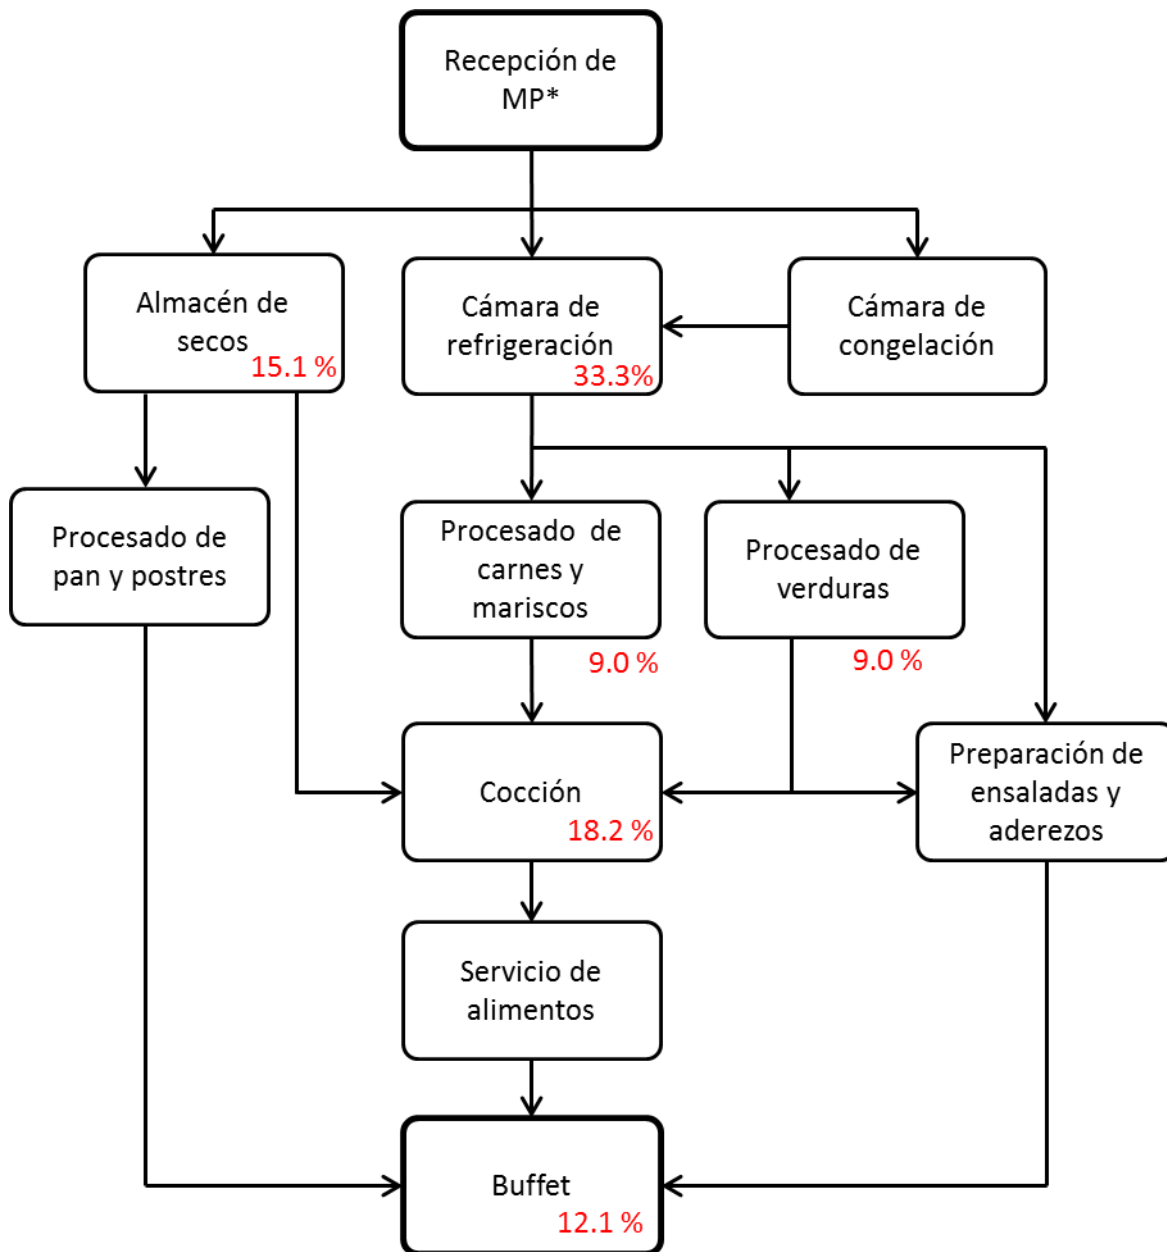 Recepción de
MP*
Almacén de
secos
15.1 %
Cámara de
refrigeración
33.3%
Cámara de
congelación
Procesado de
pan y postres
Procesado de
carnes y
mariscos
9.0 %
Procesado de
verduras
9.0 %
Cocción
18.2 %
Preparación de
ensaladas y
aderezos
Servicio de
alimentos
Buffet
12.1 %